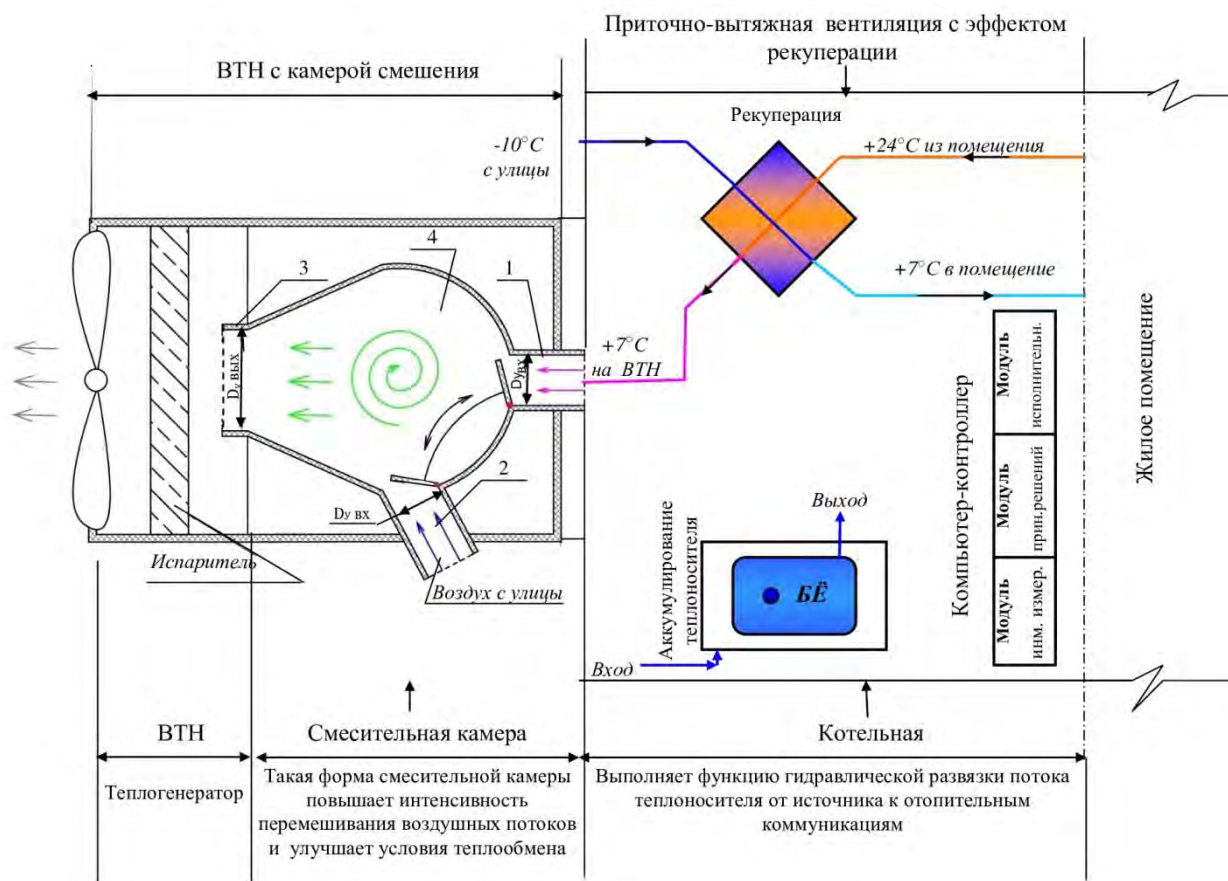 Приточно-вытяжная вентиляция с эффектом
рекуперации
ВТН с камерой смешения
Рекуперация
-10°С
с улицы
+24°С из помещения
+7°С в помещение
4
3
1
+7°С
на ВТН
Dу вх
Dу вых
2
Dу вх
Испаритель
Воздух с улицы
Выход
БЁ
Аккумулирование
теплоносителя
Вход
Компьютер-контроллер
Модуль
исполнительн.
Модуль
прин.решений
Модуль
инм. измер.
Жилое помещение
ВТН
Смесительная камера
Котельная
Теплогенератор
Такая форма смесительной камеры
повышает интенсивность
перемешивания воздушных потоков
и улучшает условия теплообмена
Выполняет функцию гидравлической развязки потока
теплоносителя от источника к отопительным
коммуникациям